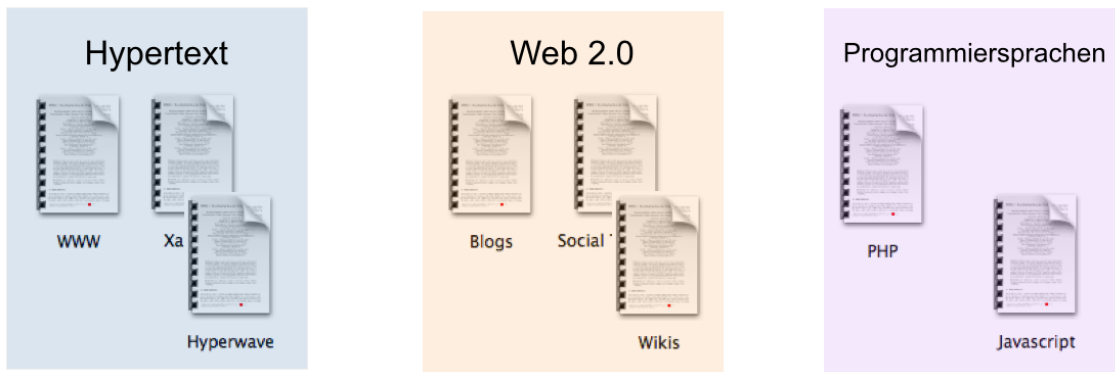 Hypertext
WWW
Xa
Hyperwave
Web 2.0
Blogs
Social
Wikis
Programmiersprachen
PHP
Javascript